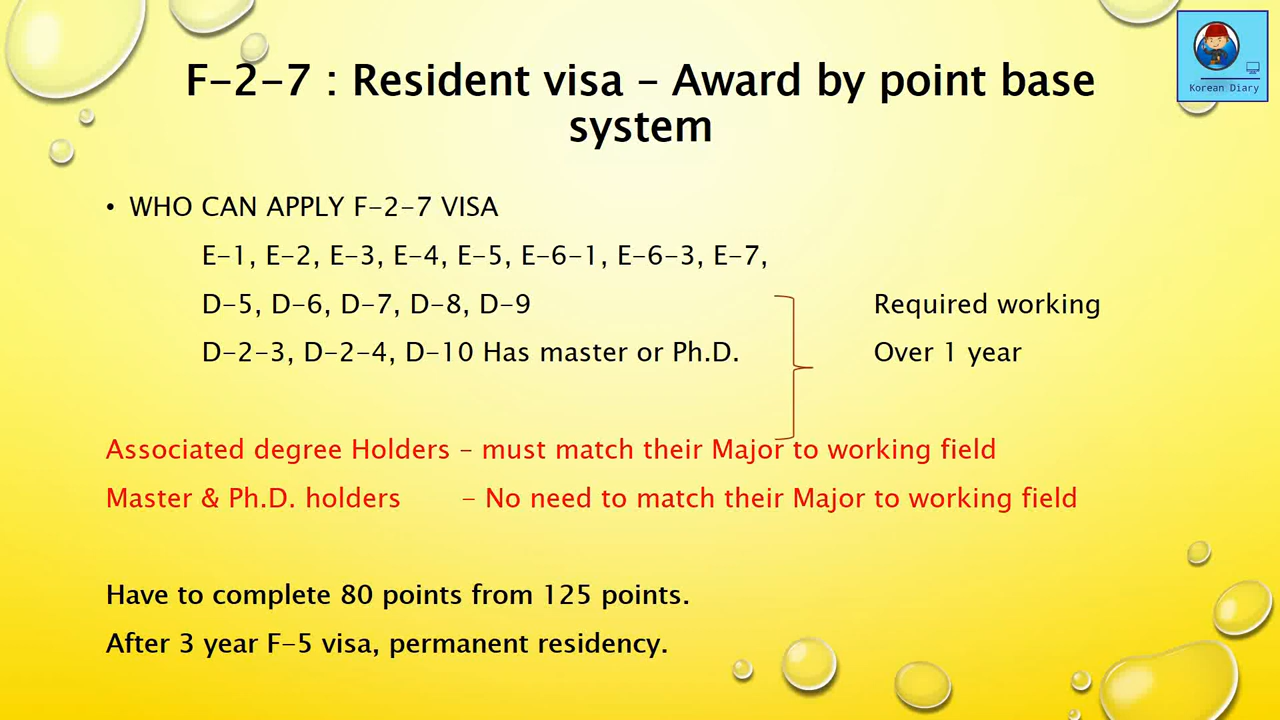 Korean Diary
F-2-7 : Resident visa - Award by point base
system
• WHO CAN APPLY F-2-7 VISA
E-1, E-2, E-3, E-4, E-5, E-6-1, E-6-3, E-7,
D-5, D-6, D-7, D-8, D-9 Required working
D-2-3, D-2-4, D-10 Has master or Ph.D. Over 1 year
Associated degree Holders - must match their Major to working field
Master & Ph.D. holders - No need to match their Major to working field
Have to complete 80 points from 125 points.
After 3 year F-5 visa, permanent residency.